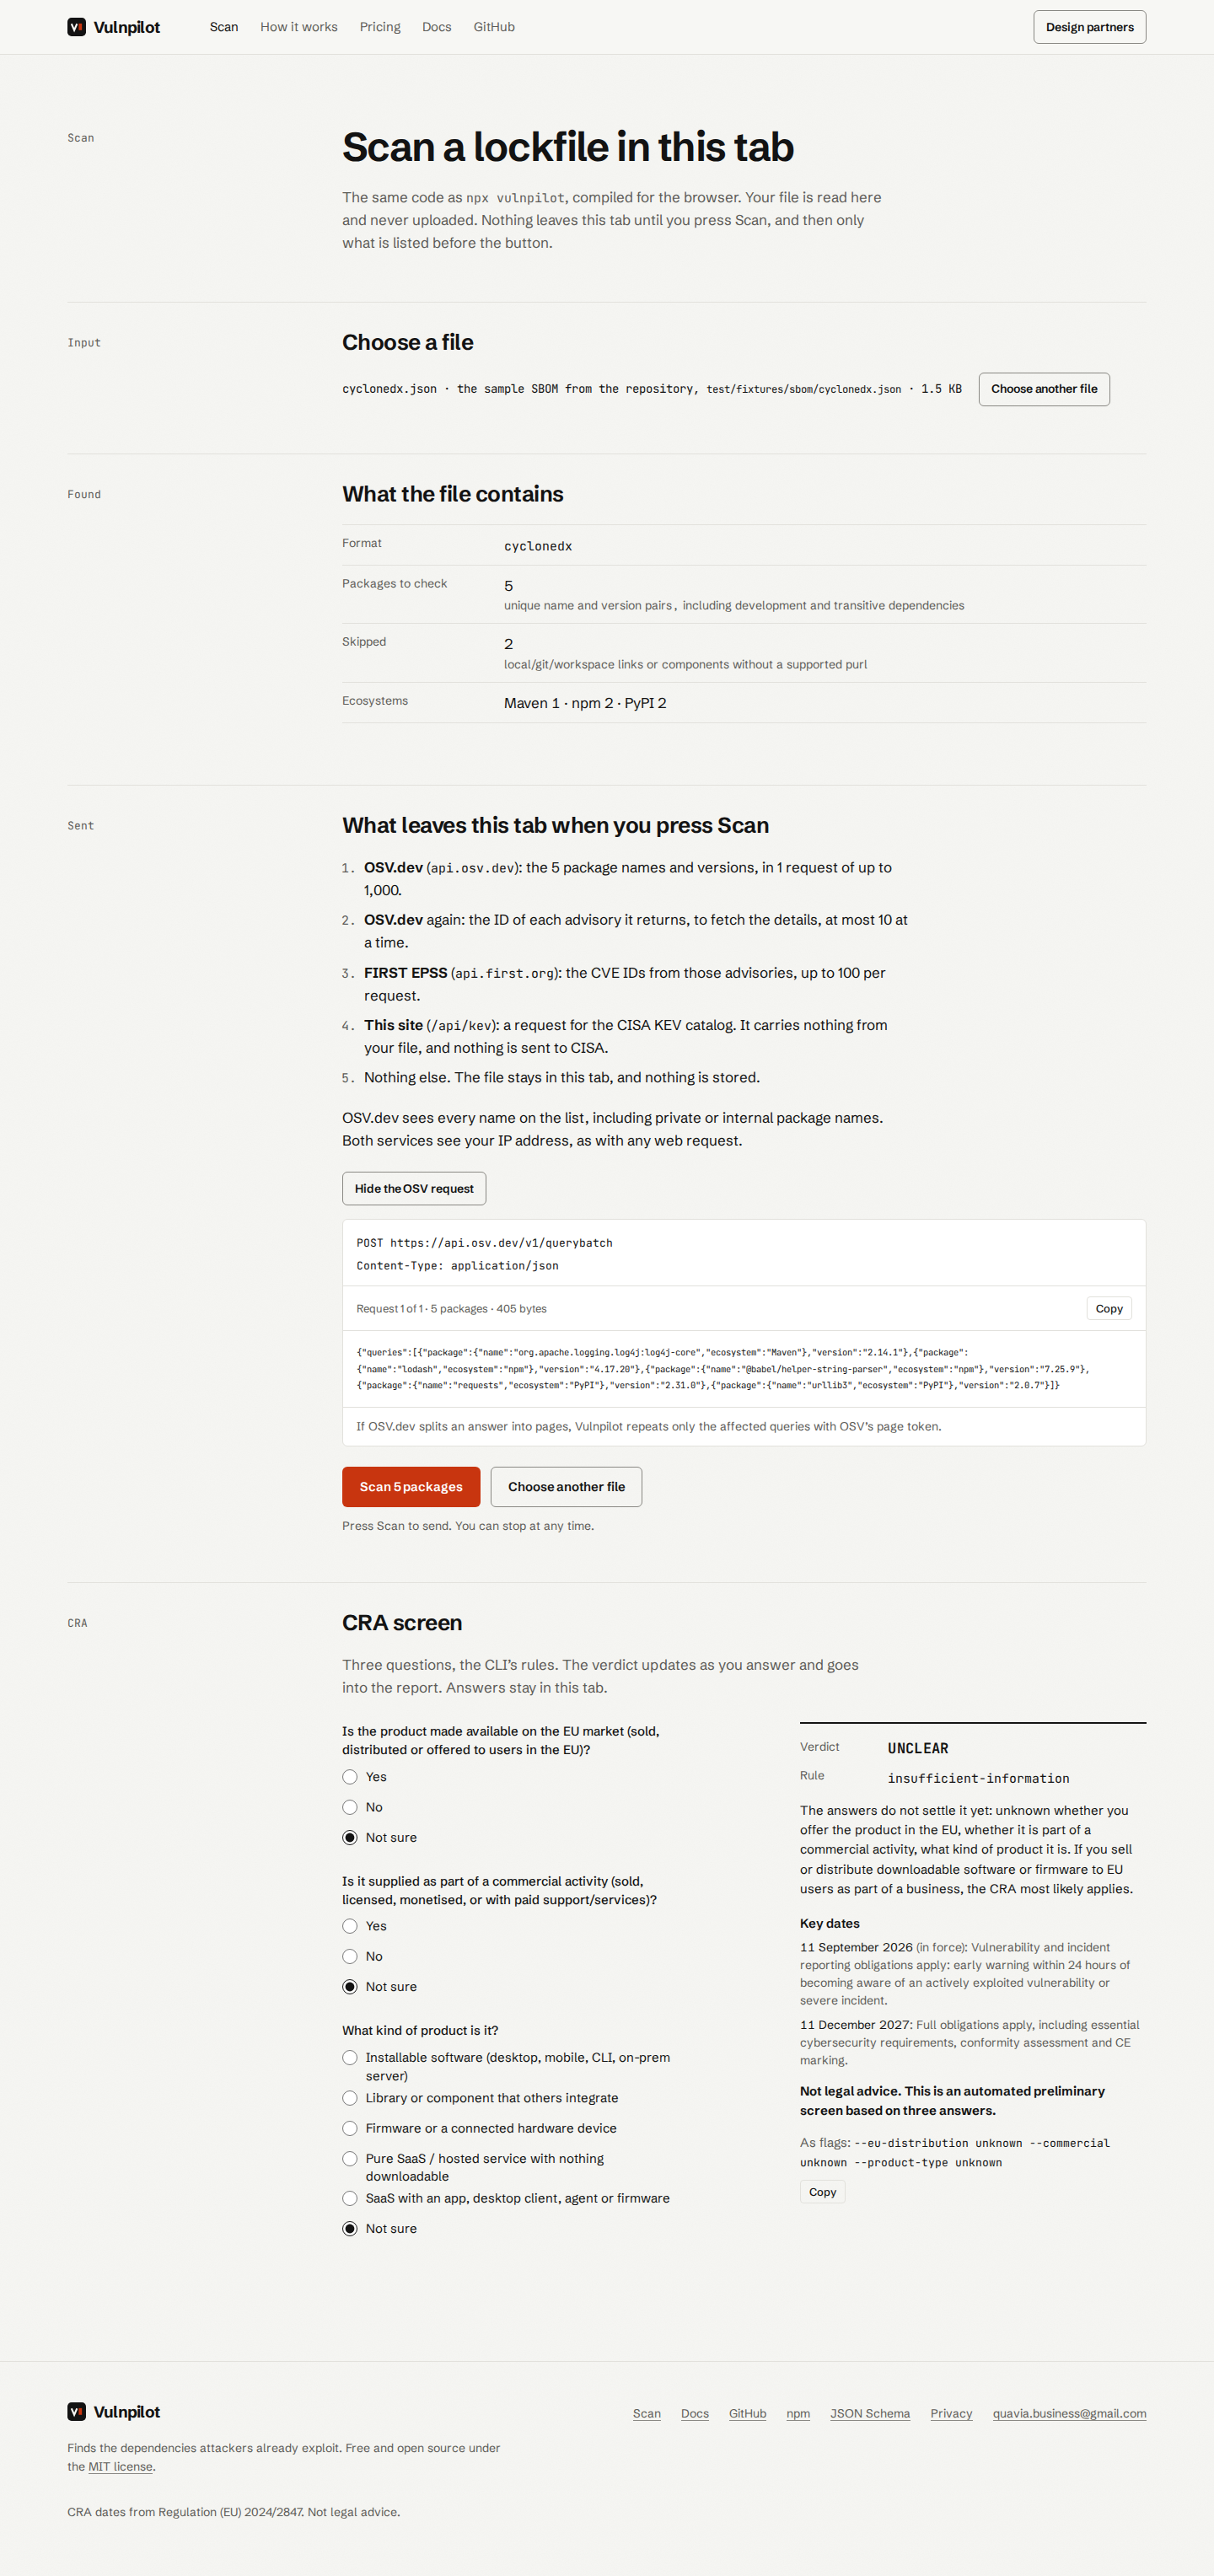 Vulnpilot
Scan
How it works
Pricing
Docs
GitHub
Design partners
Scan
Scan a lockfile in this tab
The same code as npx vulnpilot, compiled for the browser. Your file is read here
and never uploaded. Nothing leaves this tab until you press Scan, and then only
what is listed before the button.
Input
Choose a file
cyclonedx.json · the sample SBOM from the repository, test/fixtures/sbom/cyclonedx.json · 1.5 KB
Choose another file
Found
What the file contains
Format
cyclonedx
Packages to check
5
unique name and version pairs, including development and transitive dependencies
Skipped
2
local/git/workspace links or components without a supported purl
Ecosystems
Maven 1 · npm 2 · PyPI 2
Sent
What leaves this tab when you press Scan
1. OSV.dev (api.osv.dev): the 5 package names and versions, in 1 request of up to
1,000.
2. OSV.dev again: the ID of each advisory it returns, to fetch the details, at most 10 at
a time.
3. FIRST EPSS (api.first.org): the CVE IDs from those advisories, up to 100 per
request.
4. This site (/api/kev): a request for the CISA KEV catalog. It carries nothing from
your file, and nothing is sent to CISA.
5. Nothing else. The file stays in this tab, and nothing is stored.
OSV.dev sees every name on the list, including private or internal package names.
Both services see your IP address, as with any web request.
Hide the OSV request
POST https://api.osv.dev/v1/querybatch
Content-Type: application/json
Request 1 of 1 · 5 packages · 405 bytes
Copy
{"queries":[{"package":{"name":"org.apache.logging.log4j:log4j-core","ecosystem":"Maven"},"version":"2.14.1"},{"package":
{"name":"lodash","ecosystem":"npm"},"version":"4.17.20"},{"package":{"name":"@babel/helper-string-parser","ecosystem":"npm"},"version":"7.25.9"},
{"package":{"name":"requests","ecosystem":"PyPI"},"version":"2.31.0"},{"package":{"name":"urllib3","ecosystem":"PyPI"},"version":"2.0.7"}]}
If OSV.dev splits an answer into pages, Vulnpilot repeats only the affected queries with OSV's page token.
Scan 5 packages
Choose another file
Press Scan to send. You can stop at any time.
CRA
CRA screen
Three questions, the CLI's rules. The verdict updates as you answer and goes
into the report. Answers stay in this tab.
Is the product made available on the EU market (sold,
distributed or offered to users in the EU)?
Yes
No
Not sure
Is it supplied as part of a commercial activity (sold,
licensed, monetised, or with paid support/services)?
Yes
No
Not sure
What kind of product is it?
Installable software (desktop, mobile, CLI, on-prem
server)
Library or component that others integrate
Firmware or a connected hardware device
Pure SaaS / hosted service with nothing
downloadable
SaaS with an app, desktop client, agent or firmware
Not sure
Verdict
UNCLEAR
Rule
insufficient-information
The answers do not settle it yet: unknown whether you
offer the product in the EU, whether it is part of a
commercial activity, what kind of product it is. If you sell
or distribute downloadable software or firmware to EU
users as part of a business, the CRA most likely applies.
Key dates
11 September 2026 (in force): Vulnerability and incident
reporting obligations apply: early warning within 24 hours of
becoming aware of an actively exploited vulnerability or
severe incident.
11 December 2027: Full obligations apply, including essential
cybersecurity requirements, conformity assessment and CE
marking.
Not legal advice. This is an automated preliminary
screen based on three answers.
As flags: --eu-distribution unknown --commercial
unknown --product-type unknown
Copy
Vulnpilot
Scan
Docs
GitHub
npm
JSON Schema
Privacy
quavia.business@gmail.com
Finds the dependencies attackers already exploit. Free and open source under
the MIT license.
CRA dates from Regulation (EU) 2024/2847. Not legal advice.